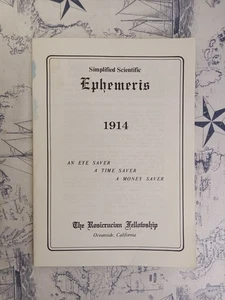 Simplified Scientific
Ephemeris
1914
AN EYE SAVER
A TIME SAVER
A MONEY SAVER
The Rosicrucian Fellowship
Oceanside, California